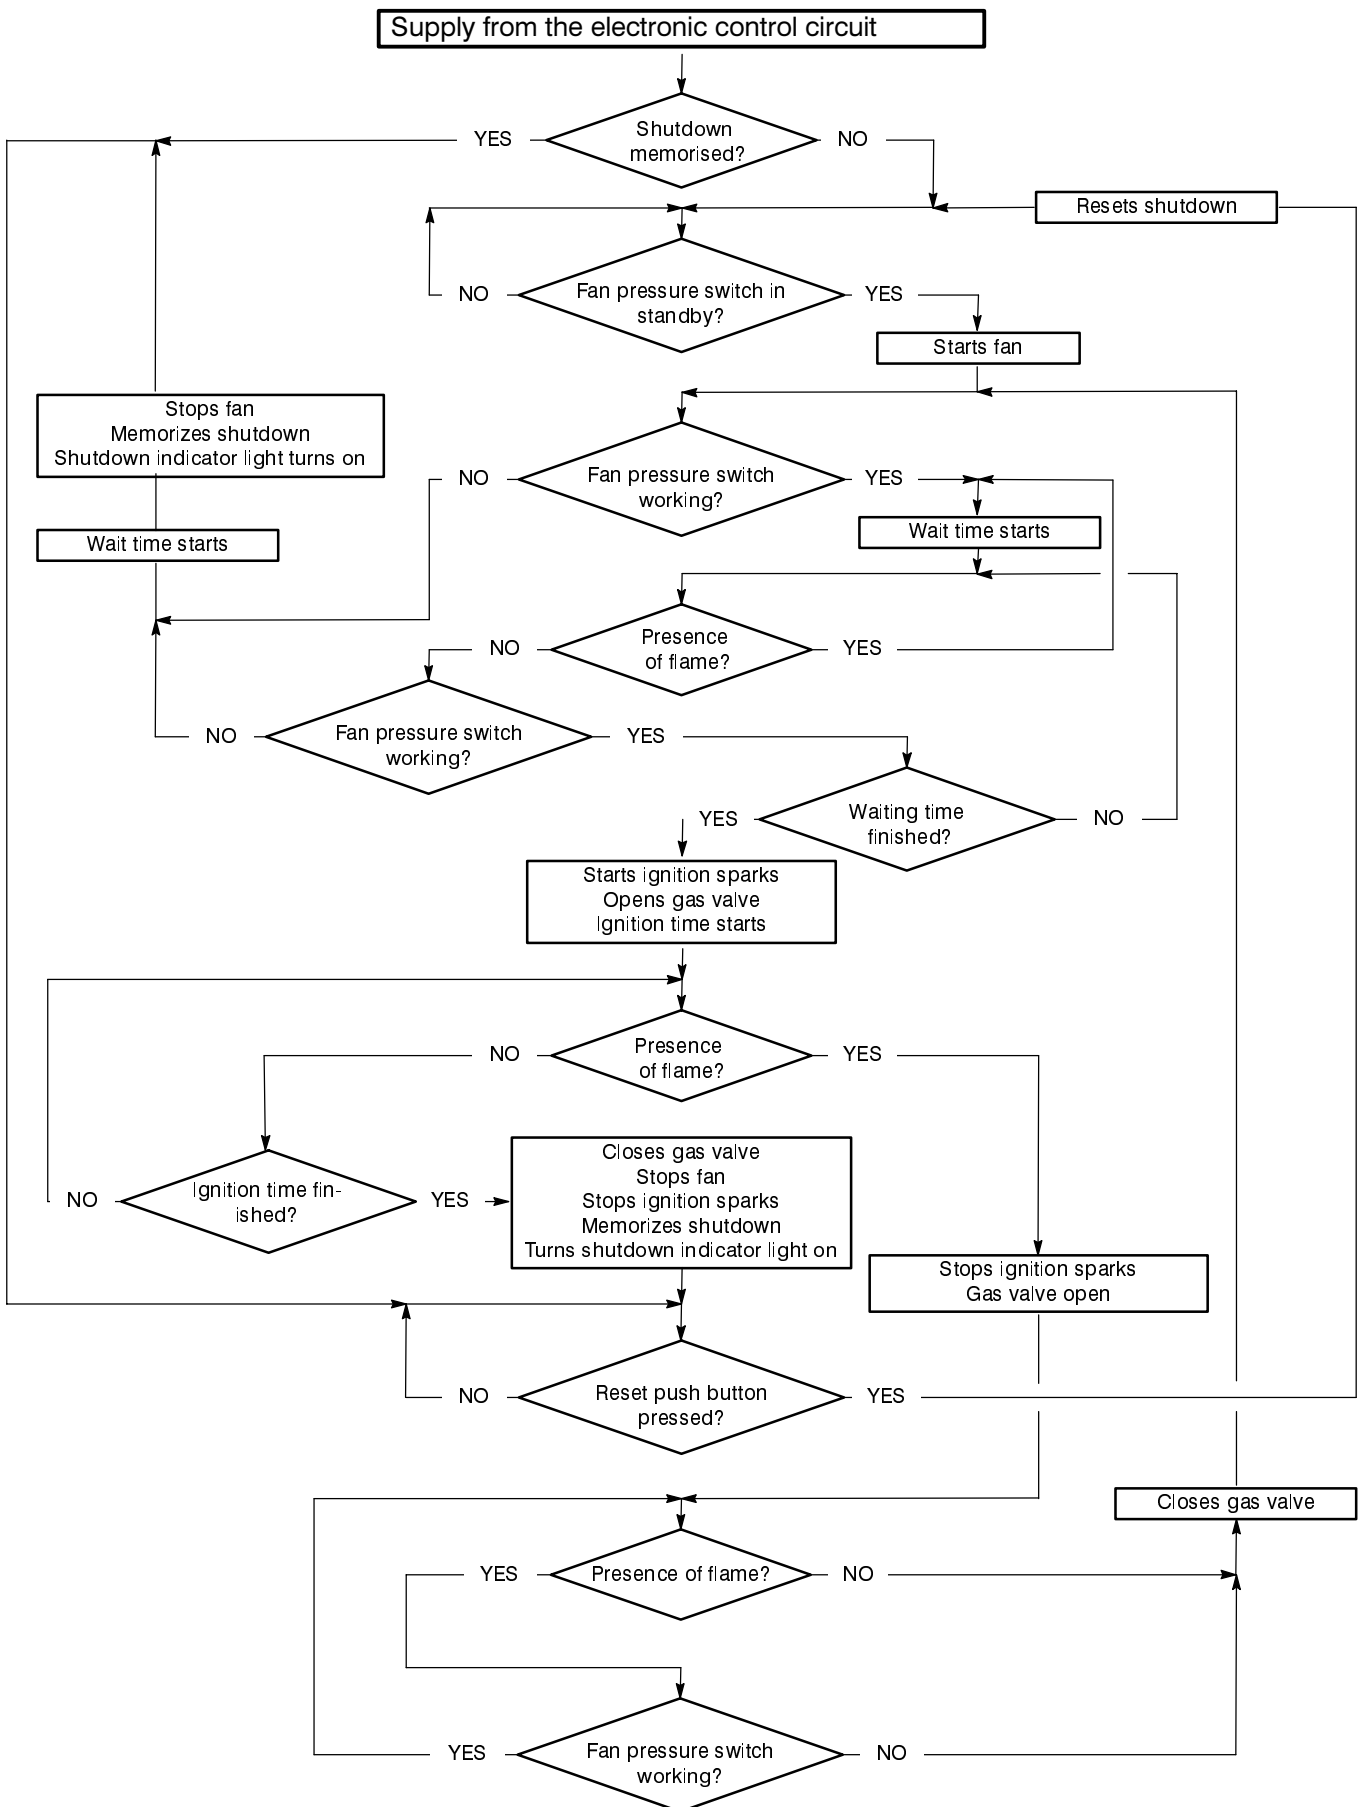 Supply from the electronic control circuit
YES
Shutdown
memorised?
NO
Resets shutdown
NO
Fan pressure switch in
standby?
YES
Starts fan
Stops fan
Memorizes shutdown
Shutdown indicator light turns on
NO
Fan pressure switch
working?
YES
Wait time starts
Wait time starts
NO
Presence
of flame?
YES
NO
Fan pressure switch
working?
YES
YES
Waiting time
finished?
NO
Starts ignition sparks
Opens gas valve
Ignition time starts
NO
Presence
of flame?
YES
NO
Ignition time fin-
ished?
YES
Closes gas valve
Stops fan
Stops ignition sparks
Memorizes shutdown
Turns shutdown indicator light on
Stops ignition sparks
Gas valve open
NO
Reset push button
pressed?
YES
Closes gas valve
YES
Presence of flame?
NO
YES
Fan pressure switch
working?
NO